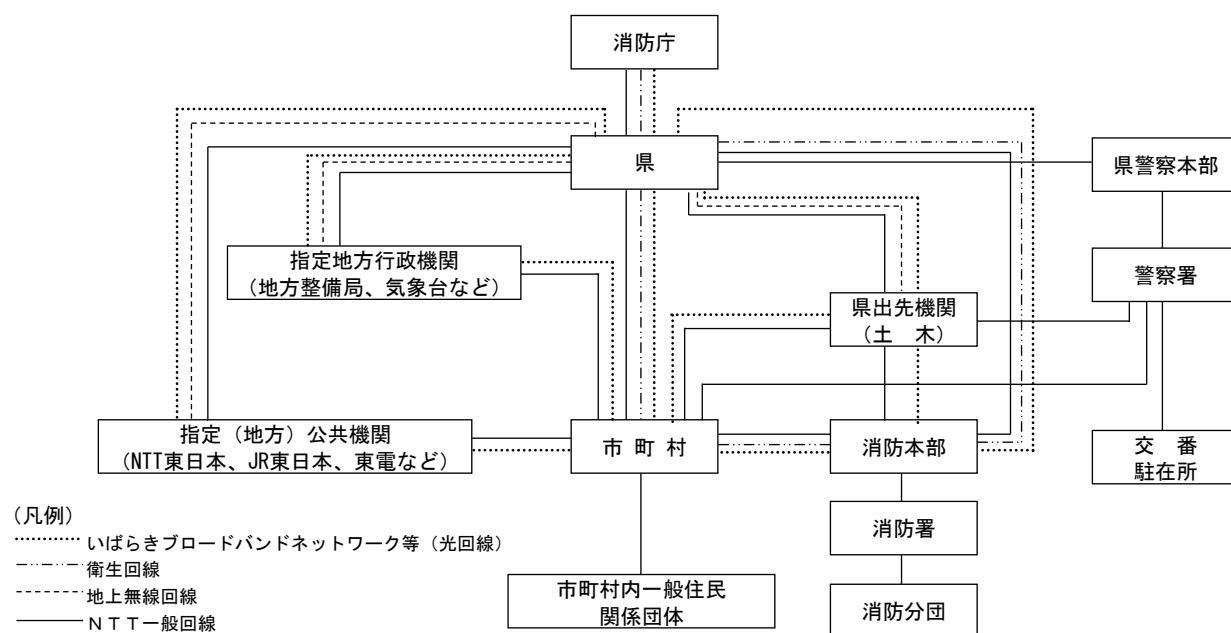 消防庁
県
県警察本部
指定地方行政機関
（地方整備局、気象台など）
警察署
県出先機関
（土　木）
指定（地方）公共機関
（NTT東日本、JR東日本、東電など）
市 町 村
消防本部
交　番
駐在所
消防署
市町村内一般住民
関係団体
消防分団
（凡例）
いばらきブロードバンドネットワーク等（光回線）
衛生回線
地上無線回線
ＮＴＴ一般回線